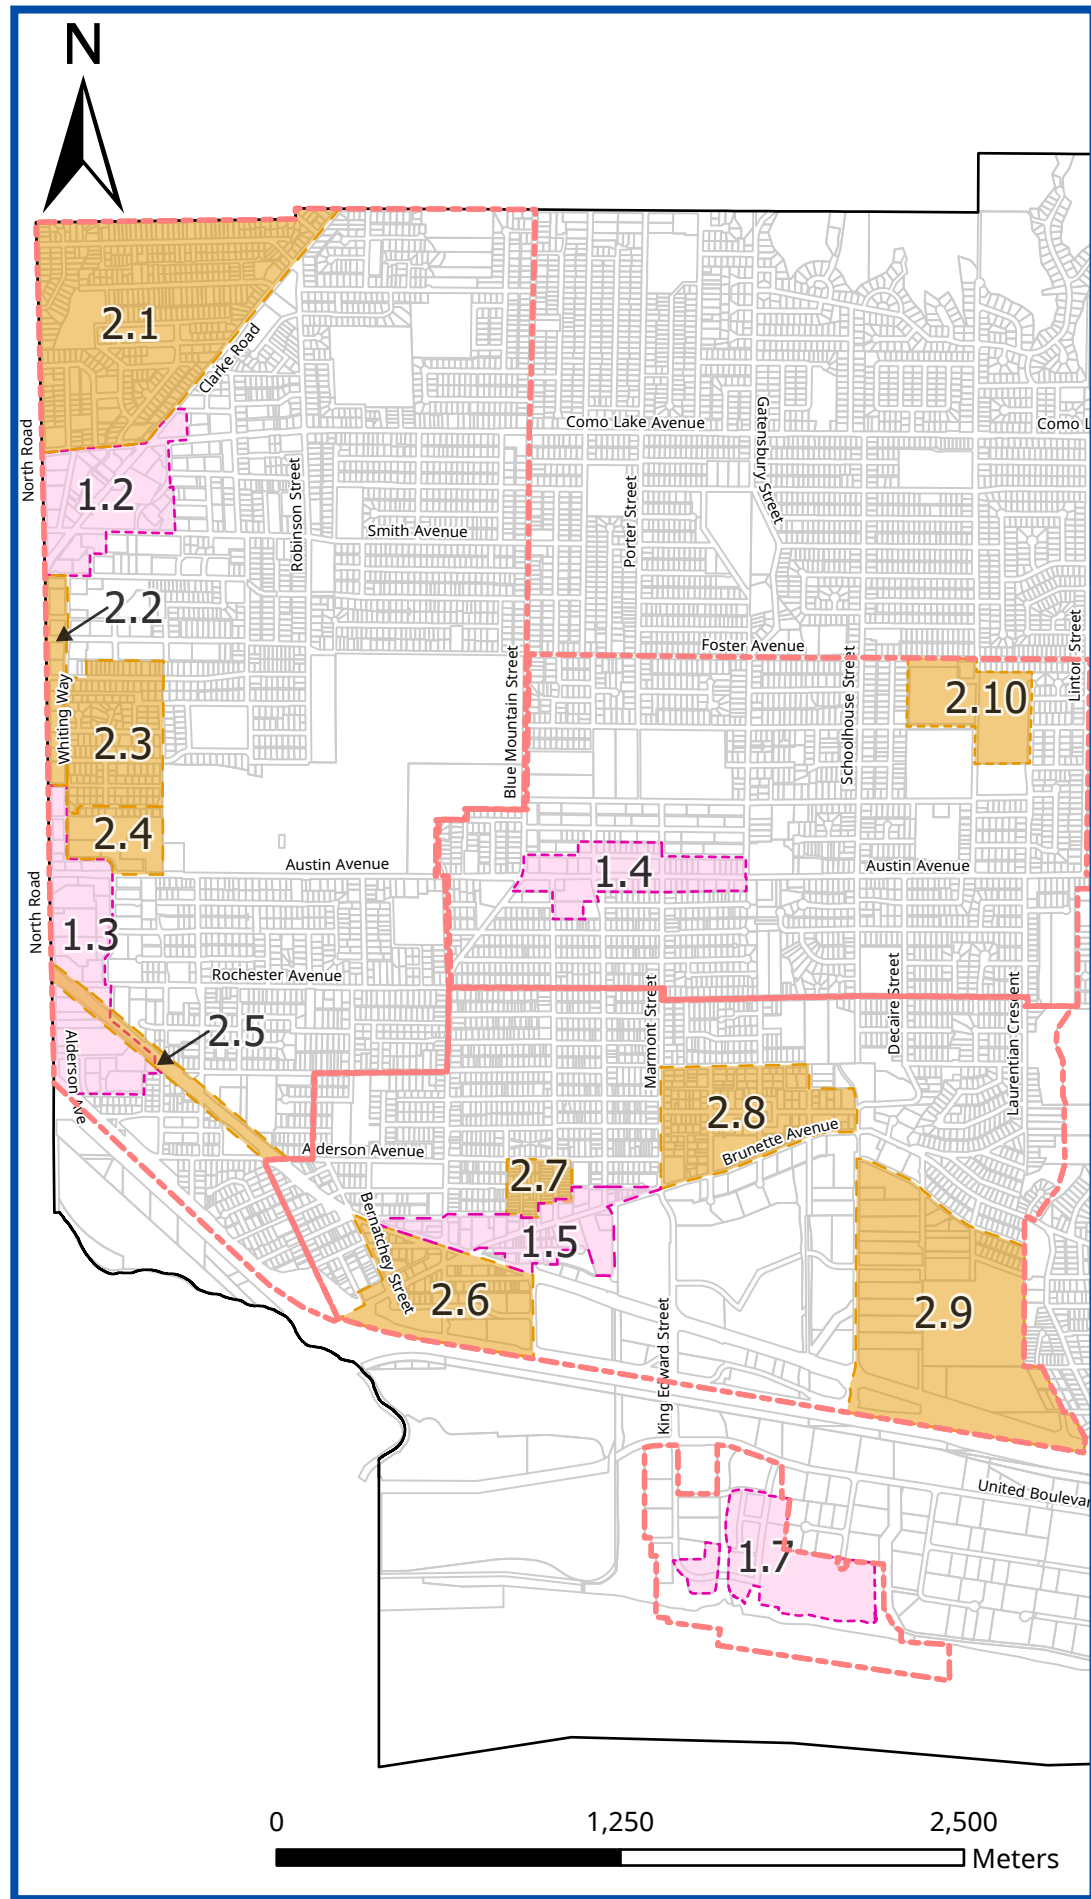 N
2.1
Clarke Road
North Road
1.2
Como Lake Avenue
Como L
Gatensbury Street
Robinson Street
Porter Street
Smith Avenue
2.2
Foster Avenue
Linton Street
Blue Mountain Street
Schoolhouse Street
2.10
Whiting Way
2.3
2.4
Austin Avenue
1.4
Austin Avenue
North Road
1.3
Rochester Avenue
Marmont Street
Decaire Street
Laurentian Crescent
2.5
Alderson Ave
2.8
Brunette Avenue
Alderson Avenue
2.7
Bernatchey Street
1.5
2.6
2.9
King Edward Street
United Boulevar
1.7
0
1,250
2,500
Meters